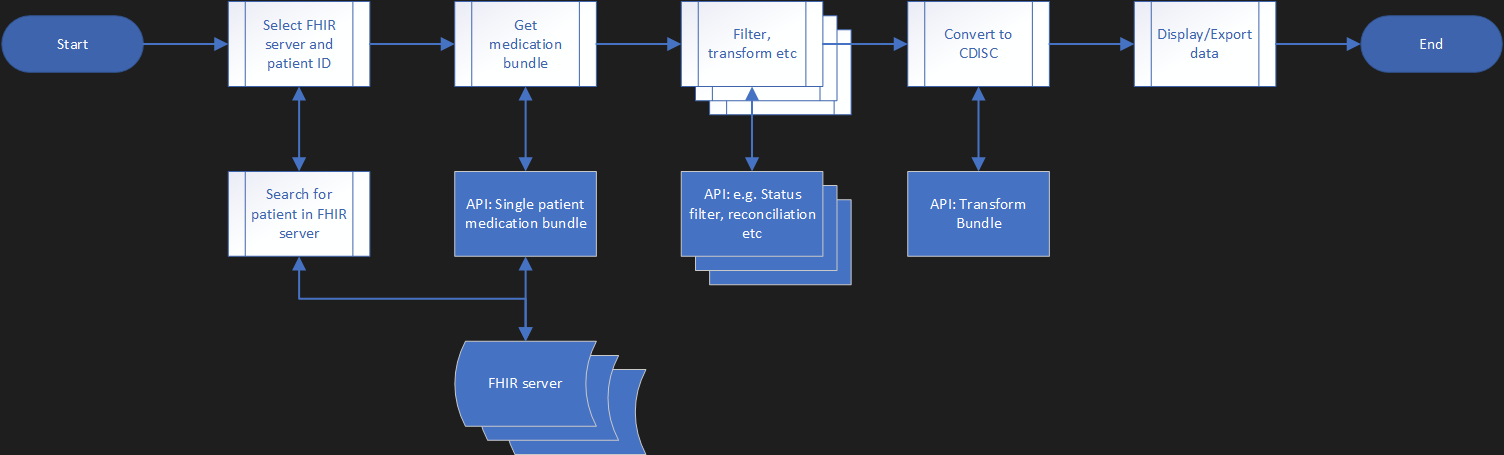 Start
Select FHIR
server and
patient ID
Get
medication
bundle
Filter,
transform etc
Convert to
CDISC
Display/Export
data
End
Search for
patient in FHIR
server
API: Single patient
medication bundle
API: e.g. Status
filter, reconciliation
etc
API: Transform
Bundle
FHIR server